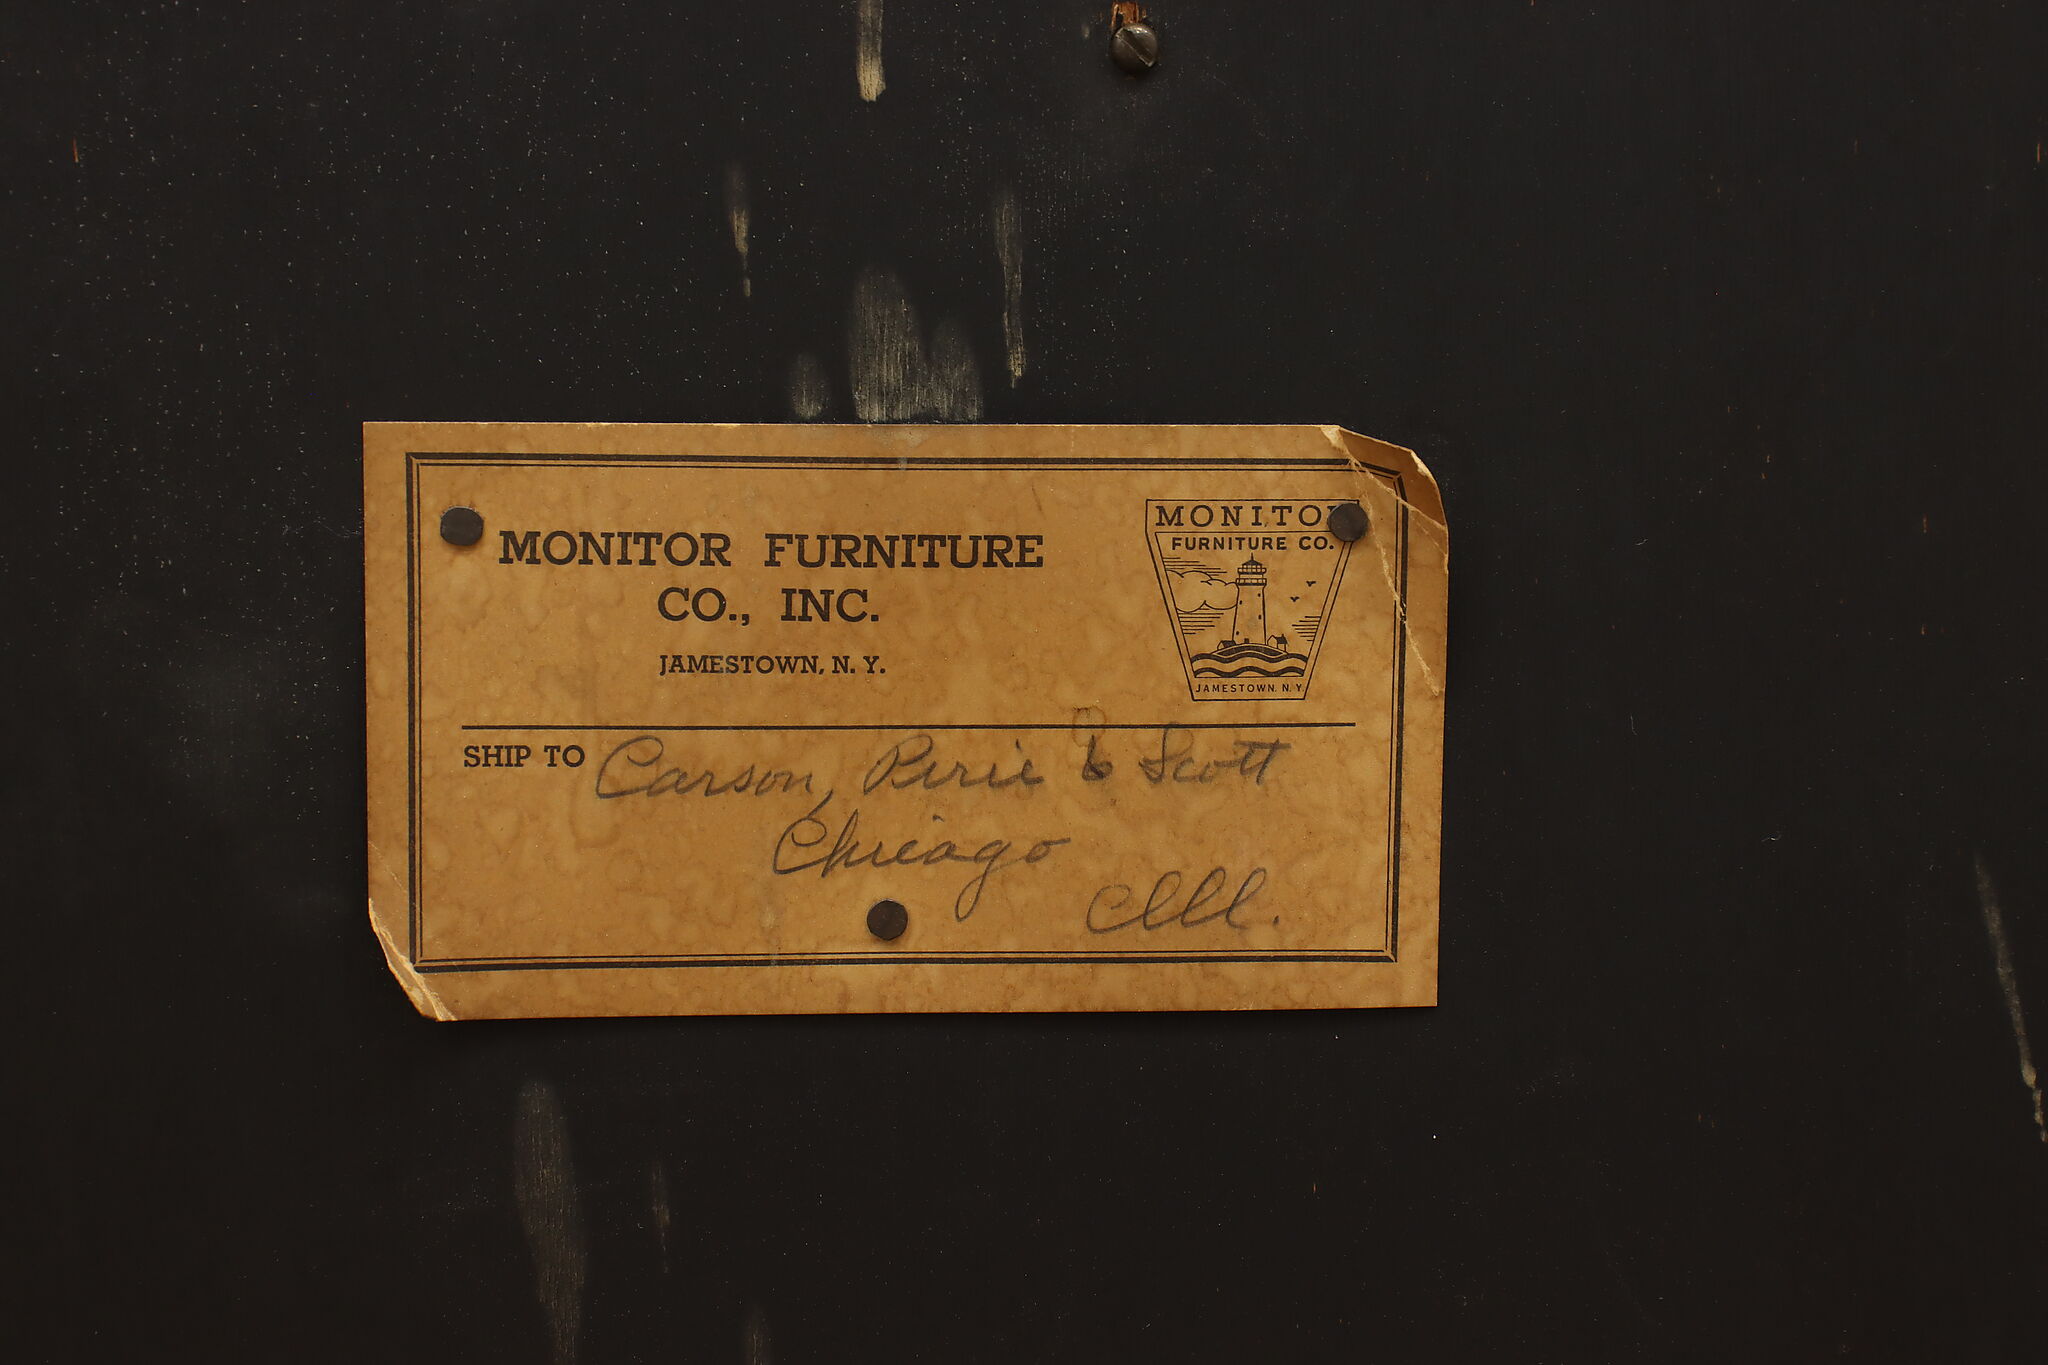 MONITOR FURNITURE
CO., INC.
JAMESTOWN, N. Y.
MONITOR
FURNITURE CO.
JAMESTOWN. N. Y.
SHIP TO Carson, Pirie & Scott
Chicago
Ill.